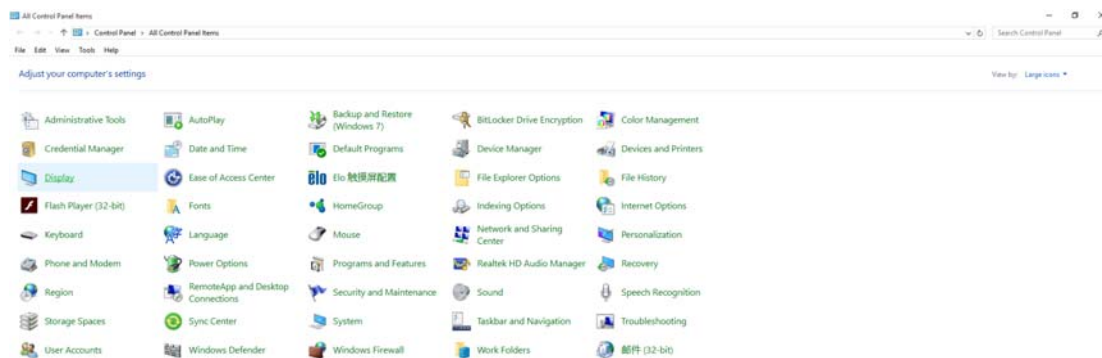 All Control Panel Items
Control Panel › All Control Panel Items
Search Control Panel
File Edit View Tools Help
Adjust your computer's settings
View by: Large icons
Administrative Tools
AutoPlay
Backup and Restore
(Windows 7)
BitLocker Drive Encryption
Color Management
Credential Manager
Date and Time
Default Programs
Device Manager
Devices and Printers
Display
Ease of Access Center
elo
Elo 触摸屏配置
File Explorer Options
File History
Flash Player (32-bit)
Fonts
HomeGroup
Indexing Options
Internet Options
Keyboard
Language
Mouse
Network and Sharing
Center
Personalization
Phone and Modem
Power Options
Programs and Features
Realtek HD Audio Manager
Recovery
Region
RemoteApp and Desktop
Connections
Security and Maintenance
Sound
Speech Recognition
Storage Spaces
Sync Center
System
Taskbar and Navigation
Troubleshooting
User Accounts
Windows Defender
Windows Firewall
Work Folders
邮件 (32-bit)